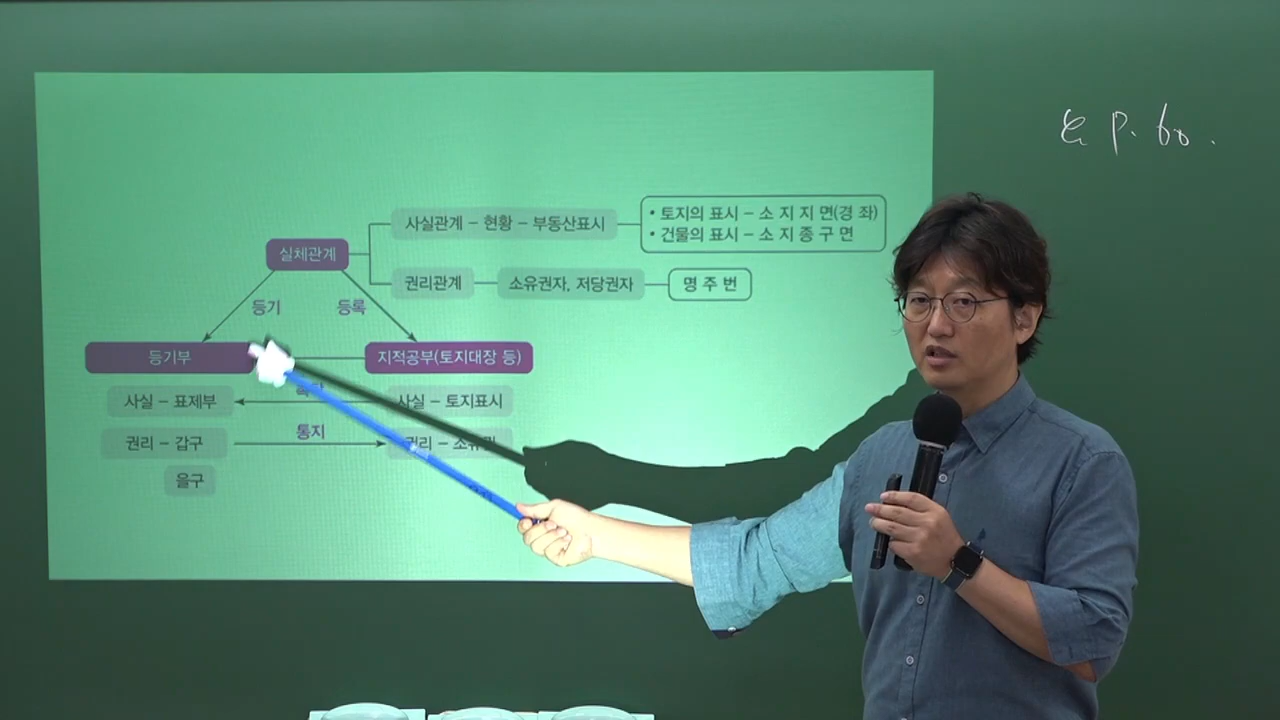 p. 60.
사실관계 – 현황 – 부동산표시
• 토지의 표시 – 소 지 지 면(경 좌)
• 건물의 표시 – 소 지 종 구 면
실체관계
권리관계
소유권자, 저당권자
명 주 번
등기
등록
등기부
지적공부(토지대장 등)
사실 – 표제부
사실 – 토지표시
권리 – 갑구
통지
권리 – 소유권
을구